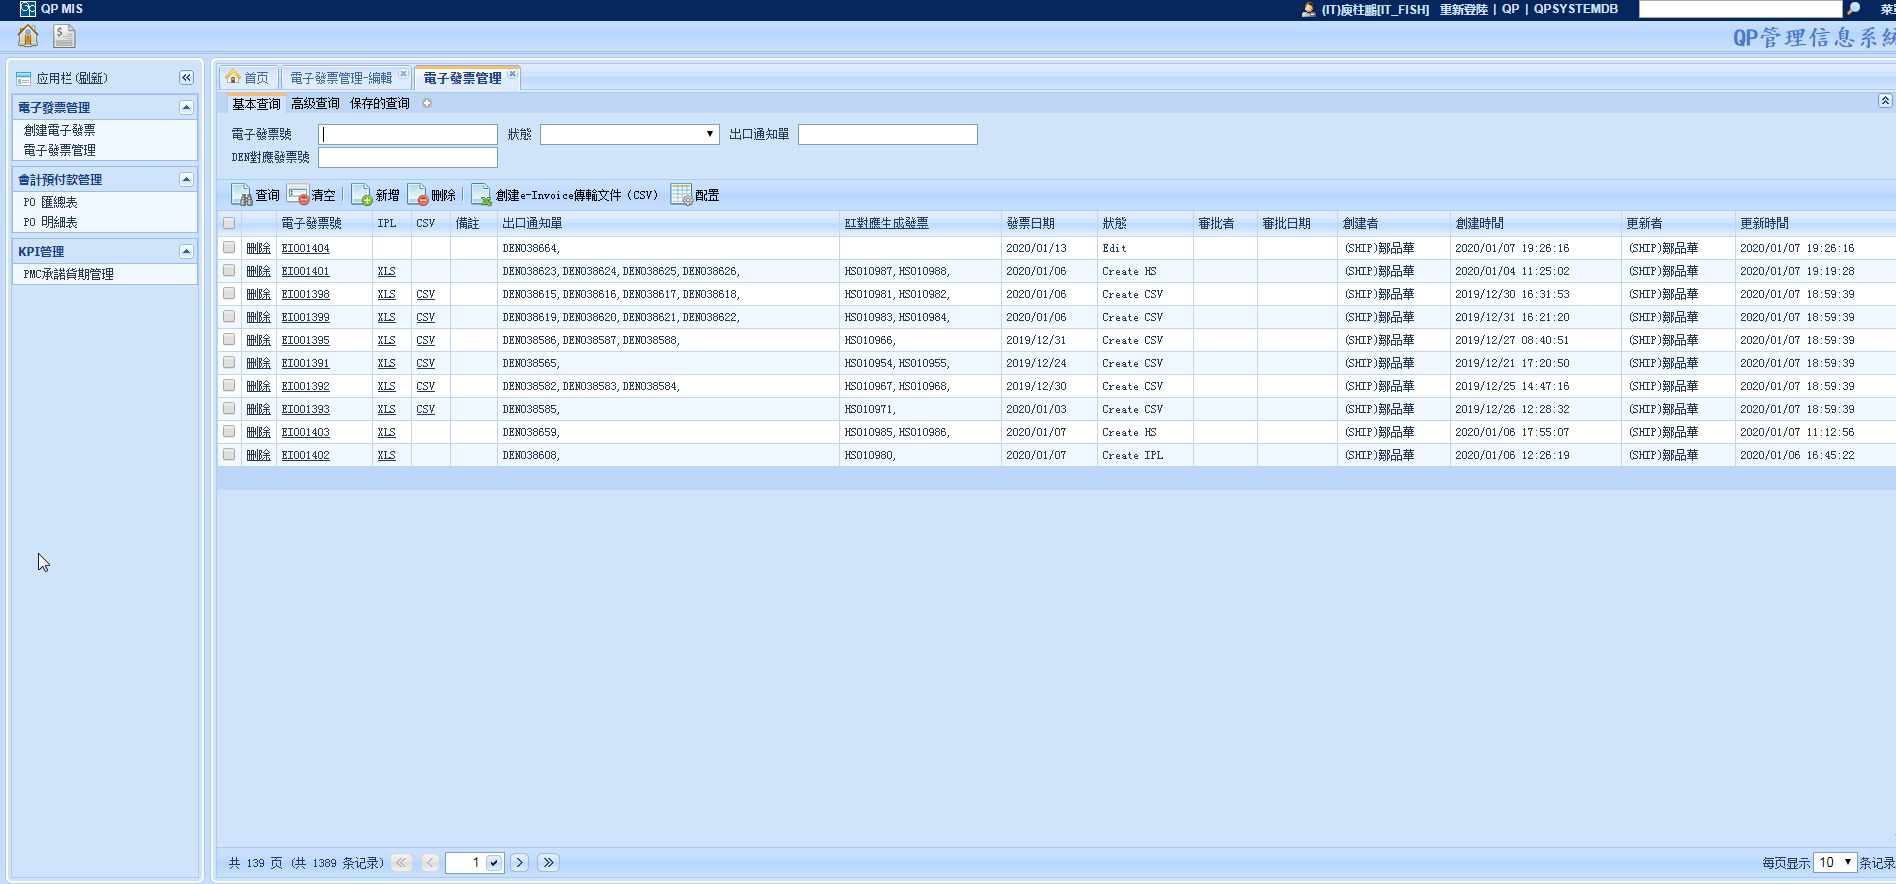 QP MIS
(IT)庾柱鵬[IT_FISH] 重新登陸 | QP | QPSYSTEMDB
QP管理信息系統
应用栏(刷新)
電子發票管理
創建電子發票
電子發票管理
會計預付款管理
PO 匯總表
PO 明細表
KPI管理
PMC承諾貨期管理
首页 電子發票管理-編輯 電子發票管理
基本查询 高级查询 保存的查询
電子發票號 狀態 出口通知單
DEN對應發票號
查询 清空 新增 刪除 創建e-Invoice傳輸文件（CSV） 配置
電子發票號 IPL CSV 備註 出口通知單 EI對應生成發票 發票日期 狀態 審批者 審批日期 創建者 創建時間 更新者 更新時間
刪除 EI001404 DEN038664, 2020/01/13 Edit (SHIP)鄒品華 2020/01/07 19:26:16 (SHIP)鄒品華 2020/01/07 19:26:16
刪除 EI001401 XLS DEN038623,DEN038624,DEN038625,DEN038626, HS010987,HS010988, 2020/01/06 Create HS (SHIP)鄒品華 2020/01/04 11:25:02 (SHIP)鄒品華 2020/01/07 19:19:28
刪除 EI001398 XLS CSV DEN038615,DEN038616,DEN038617,DEN038618, HS010981,HS010982, 2020/01/06 Create CSV (SHIP)鄒品華 2019/12/30 16:31:53 (SHIP)鄒品華 2020/01/07 18:59:39
刪除 EI001399 XLS CSV DEN038619,DEN038620,DEN038621,DEN038622, HS010983,HS010984, 2020/01/06 Create CSV (SHIP)鄒品華 2019/12/31 16:21:20 (SHIP)鄒品華 2020/01/07 18:59:39
刪除 EI001395 XLS CSV DEN038586,DEN038587,DEN038588, HS010966, 2019/12/31 Create CSV (SHIP)鄒品華 2019/12/27 08:40:51 (SHIP)鄒品華 2020/01/07 18:59:39
刪除 EI001391 XLS CSV DEN038565, HS010954,HS010955, 2019/12/24 Create CSV (SHIP)鄒品華 2019/12/21 17:20:50 (SHIP)鄒品華 2020/01/07 18:59:39
刪除 EI001392 XLS CSV DEN038582,DEN038583,DEN038584, HS010967,HS010968, 2019/12/30 Create CSV (SHIP)鄒品華 2019/12/25 14:47:16 (SHIP)鄒品華 2020/01/07 18:59:39
刪除 EI001393 XLS CSV DEN038585, HS010971, 2020/01/03 Create CSV (SHIP)鄒品華 2019/12/26 12:28:32 (SHIP)鄒品華 2020/01/07 18:59:39
刪除 EI001403 XLS DEN038659, HS010985,HS010986, 2020/01/07 Create HS (SHIP)鄒品華 2020/01/06 17:55:07 (SHIP)鄒品華 2020/01/07 11:12:56
刪除 EI001402 XLS DEN038608, HS010980, 2020/01/07 Create IPL (SHIP)鄒品華 2020/01/06 12:26:19 (SHIP)鄒品華 2020/01/06 16:45:22
共 139 页 (共 1389 条记录) 1 每页显示 10 条记录